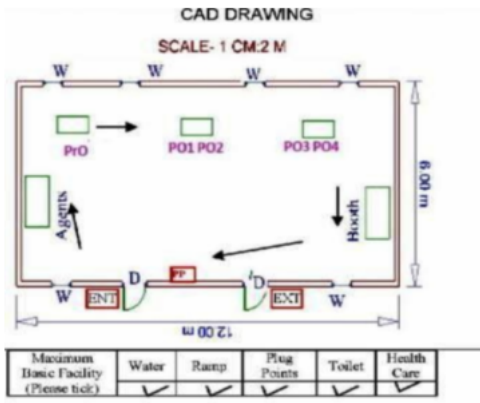 CAD DRAWING
SCALE- 1 CM:2 M
W W W W
PrO PO1 PO2 PO3 PO4
6.00 m
Agents
Booth
D PP D
W ENT EXT W
12.00 m
Maximum Basic Facility (Please tick) Water Ramp Plug Points Toilet Health Care